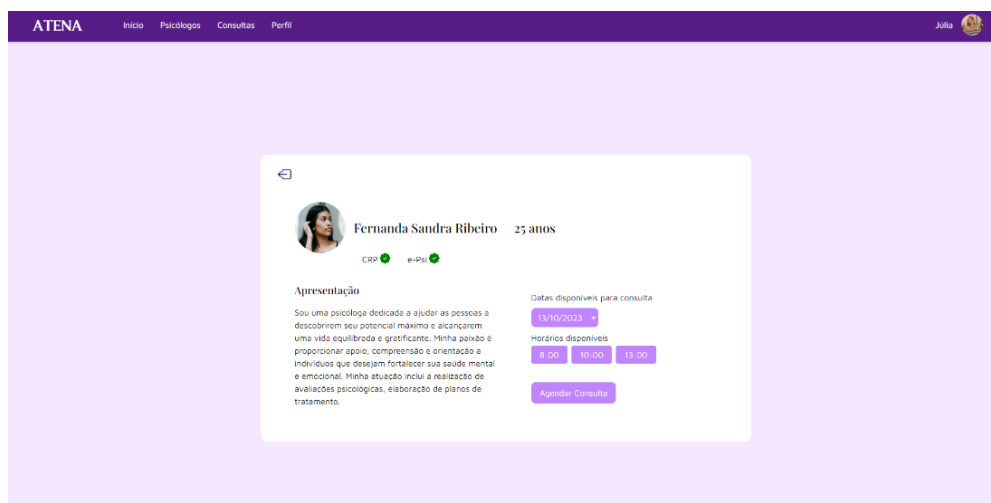 ATENA
Início Psicólogos Consultas Perfil
Júlia
Fernanda Sandra Ribeiro 25 anos
CRP e-Psi
Apresentação
Sou uma psicóloga dedicada a ajudar as pessoas a
descobrirem seu potencial máximo e alcançarem
uma vida equilibrada e gratificante. Minha paixão é
proporcionar apoio, compreensão e orientação a
indivíduos que desejam fortalecer sua saúde mental
e emocional. Minha atuação inclui a realização de
avaliações psicológicas, elaboração de planos de
tratamento.
Datas disponíveis para consulta
13/10/2023
Horários disponíveis
8:00 10:00 13:00
Agendar Consulta